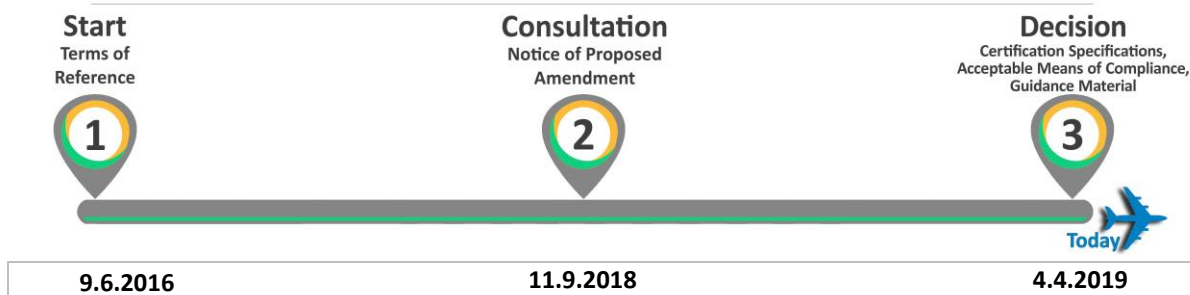 Start
Terms of
Reference
1
Consultation
Notice of Proposed
Amendment
2
Decision
Certification Specifications,
Acceptable Means of Compliance,
Guidance Material
3
Today
9.6.2016
11.9.2018
4.4.2019